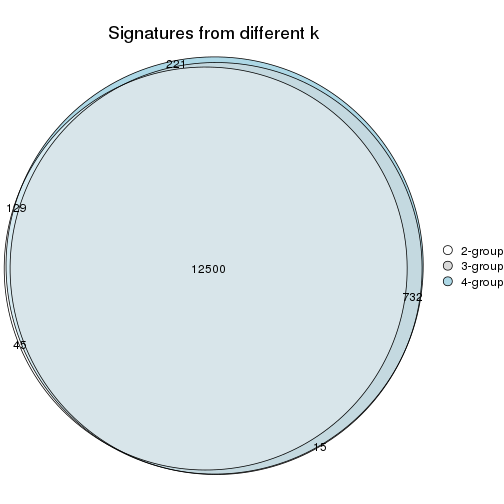 Signatures from different k
221
129
12500
2-group
3-group
4-group
732
45
15